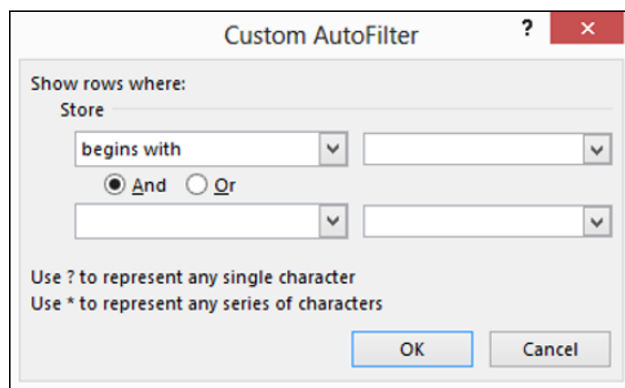 Custom AutoFilter ? ×
Show rows where:
Store
begins with
And Or
Use ? to represent any single character
Use * to represent any series of characters
OK Cancel